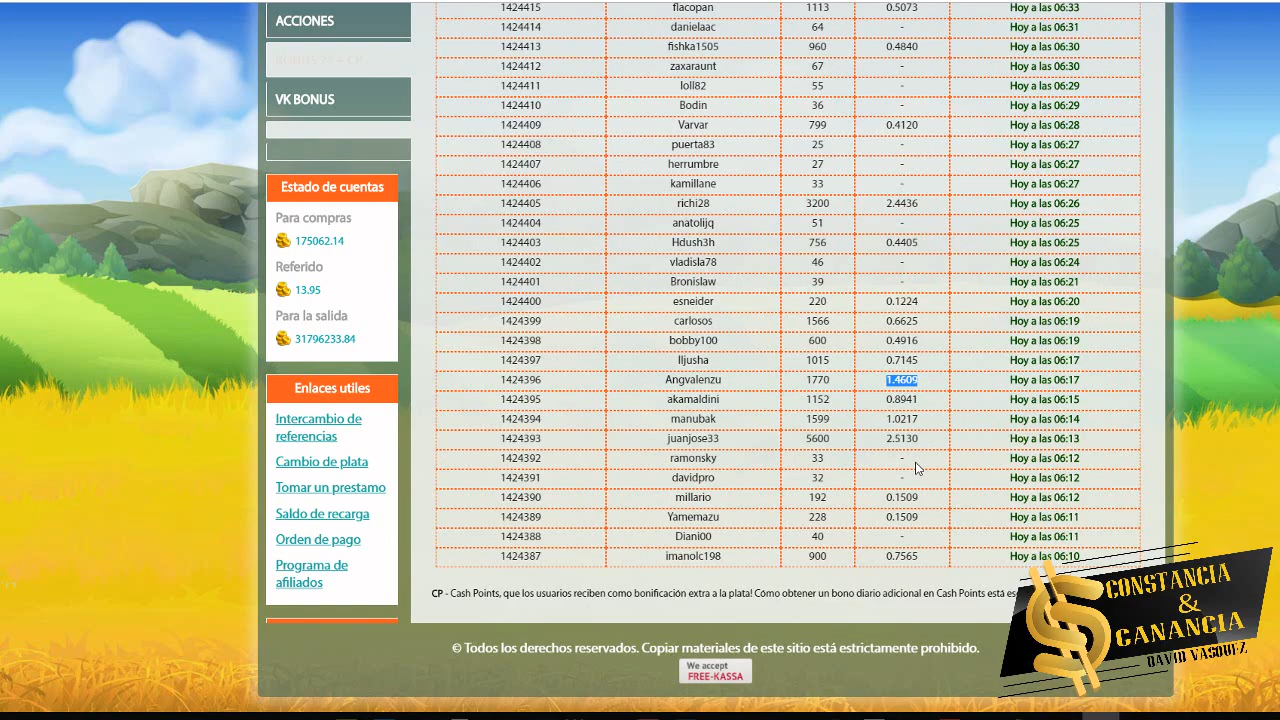 ACCIONES
VK BONUS
Estado de cuentas
Para compras
175062.14
Referido
13.95
Para la salida
31796233.84
Enlaces utiles
Intercambio de
referencias
Cambio de plata
Tomar un prestamo
Saldo de recarga
Orden de pago
Programa de
afiliados
1424415 flacopan 1113 0.5073 Hoy a las 06:33
1424414 danielaac 64 - Hoy a las 06:31
1424413 fishka1505 960 0.4840 Hoy a las 06:30
1424412 zaxaraunt 67 - Hoy a las 06:30
1424411 loll82 55 - Hoy a las 06:29
1424410 Bodin 36 - Hoy a las 06:29
1424409 Varvar 799 0.4120 Hoy a las 06:28
1424408 puerta83 25 - Hoy a las 06:27
1424407 herrumbre 27 - Hoy a las 06:27
1424406 kamillane 33 - Hoy a las 06:27
1424405 richi28 3200 2.4436 Hoy a las 06:26
1424404 anatolijq 51 - Hoy a las 06:25
1424403 Hdush3h 756 0.4405 Hoy a las 06:25
1424402 vladisla78 46 - Hoy a las 06:24
1424401 Bronislaw 39 - Hoy a las 06:21
1424400 esneider 220 0.1224 Hoy a las 06:20
1424399 carlosos 1566 0.6625 Hoy a las 06:19
1424398 bobby100 600 0.4916 Hoy a las 06:19
1424397 Iljusha 1015 0.7145 Hoy a las 06:17
1424396 Angvalenzu 1770 1.4609 Hoy a las 06:17
1424395 akamaldini 1152 0.8941 Hoy a las 06:15
1424394 manubak 1599 1.0217 Hoy a las 06:14
1424393 juanjose33 5600 2.5130 Hoy a las 06:13
1424392 ramonsky 33 - Hoy a las 06:12
1424391 davidpro 32 - Hoy a las 06:12
1424390 millario 192 0.1509 Hoy a las 06:12
1424389 Yamemazu 228 0.1509 Hoy a las 06:11
1424388 Diani00 40 - Hoy a las 06:11
1424387 imanolc198 900 0.7565 Hoy a las 06:10
CP - Cash Points, que los usuarios reciben como bonificación extra a la plata! Cómo obtener un bono diario adicional en Cash Points está es
© Todos los derechos reservados. Copiar materiales de este sitio está estrictamente prohibido.
We accept
FREE-KASSA
CONSTANCIA
&
GANANCIA
DAVID VASQUEZ